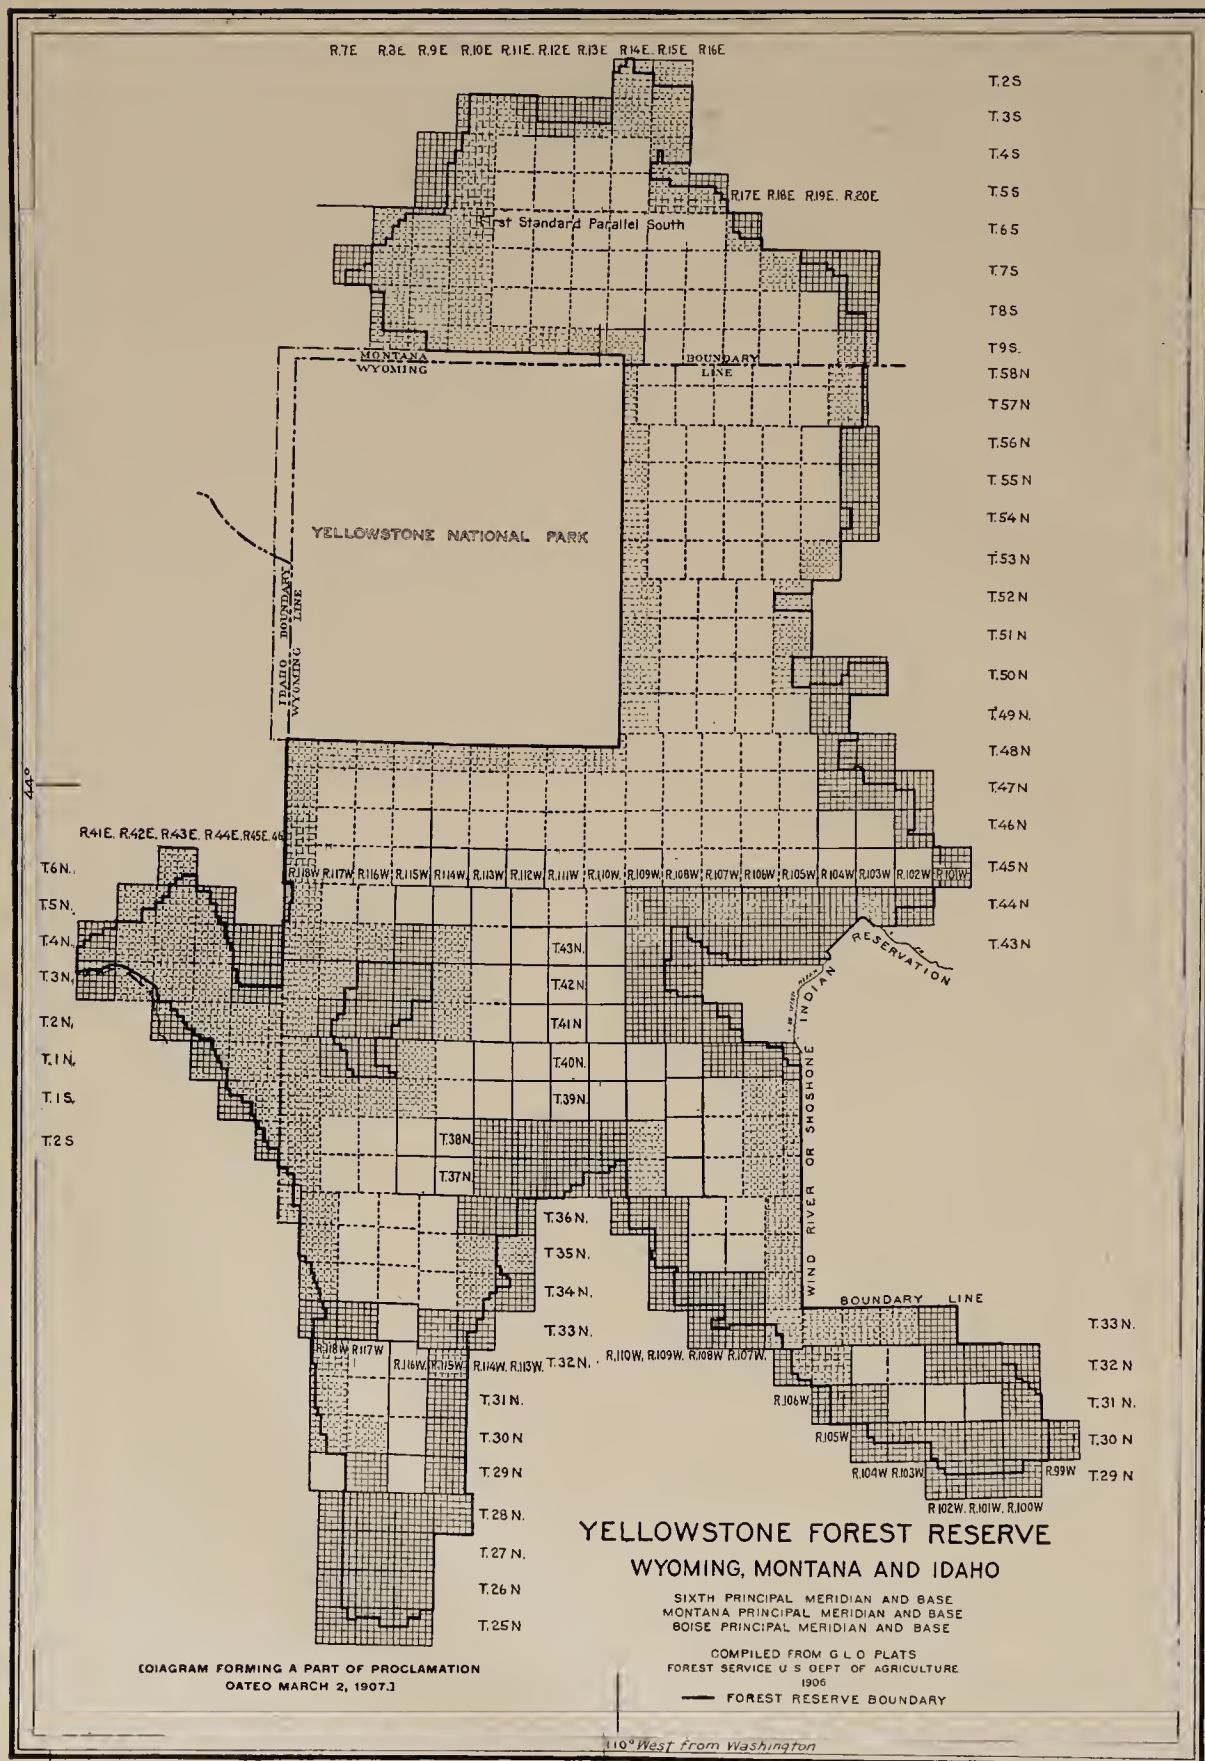 R.7E R.8E R.9E R.10E R.11E. R.12E R.13E R.14E. R.15E R.16E
T.2S
T.3S
T.4S
T.5S
R.17E R.18E R.19E. R.20E
First Standard Parallel South
T.6S
T.7S
T8S
T9S.
MONTANA
WYOMING
BOUNDARY
LINE
T.58N
T57N
T.56N
T.55N
T.54N
T.53N
T.52N
T.51N
T.50N
T.49N.
T.48N
T.47N
T.46N
T.45N
T.44N
T.43N
YELLOWSTONE NATIONAL PARK
IDAHO BOUNDARY
WYOMING LINE
44°
R.41E. R.42E. R.43E. R.44E. R.45E. 46
T.6N.
T.5N.
T.4N.
T.3N.
T.2N.
T.1N.
T.1S.
T.2S
R.118W R.117W R.116W R.115W R.114W. R.113W. R.112W. R.111W R.110W. R.109W. R.108W R.107W R.106W R.105W R.104W R.103W. R.102W R.101W
T.43N.
T.42N.
T.41N
T.40N.
T.39N.
T.38N.
T.37N.
T.36N.
T35N.
T.34N.
T.33N.
T.32N.
WIND RIVER OR SHOSHONE INDIAN RESERVATION
BOUNDARY LINE
R.118W R.117W
R.116W. R.115W. R.114W. R.113W.
R.110W, R.109W. R.108W R.107W.
R.106W.
R.105W
R.104W R.103W.
R.102W. R.101W. R.100W
R.99W
T.33N.
T.32N
T.31N.
T.30N
T.29N
T.31N.
T.30N
T.29N
T.28N.
T.27N.
T.26N
T.25N
YELLOWSTONE FOREST RESERVE
WYOMING, MONTANA AND IDAHO
SIXTH PRINCIPAL MERIDIAN AND BASE
MONTANA PRINCIPAL MERIDIAN AND BASE
BOISE PRINCIPAL MERIDIAN AND BASE
COMPILED FROM G L O PLATS
FOREST SERVICE U S DEPT OF AGRICULTURE
1906
FOREST RESERVE BOUNDARY
[DIAGRAM FORMING A PART OF PROCLAMATION
DATED MARCH 2, 1907.]
110° West from Washington